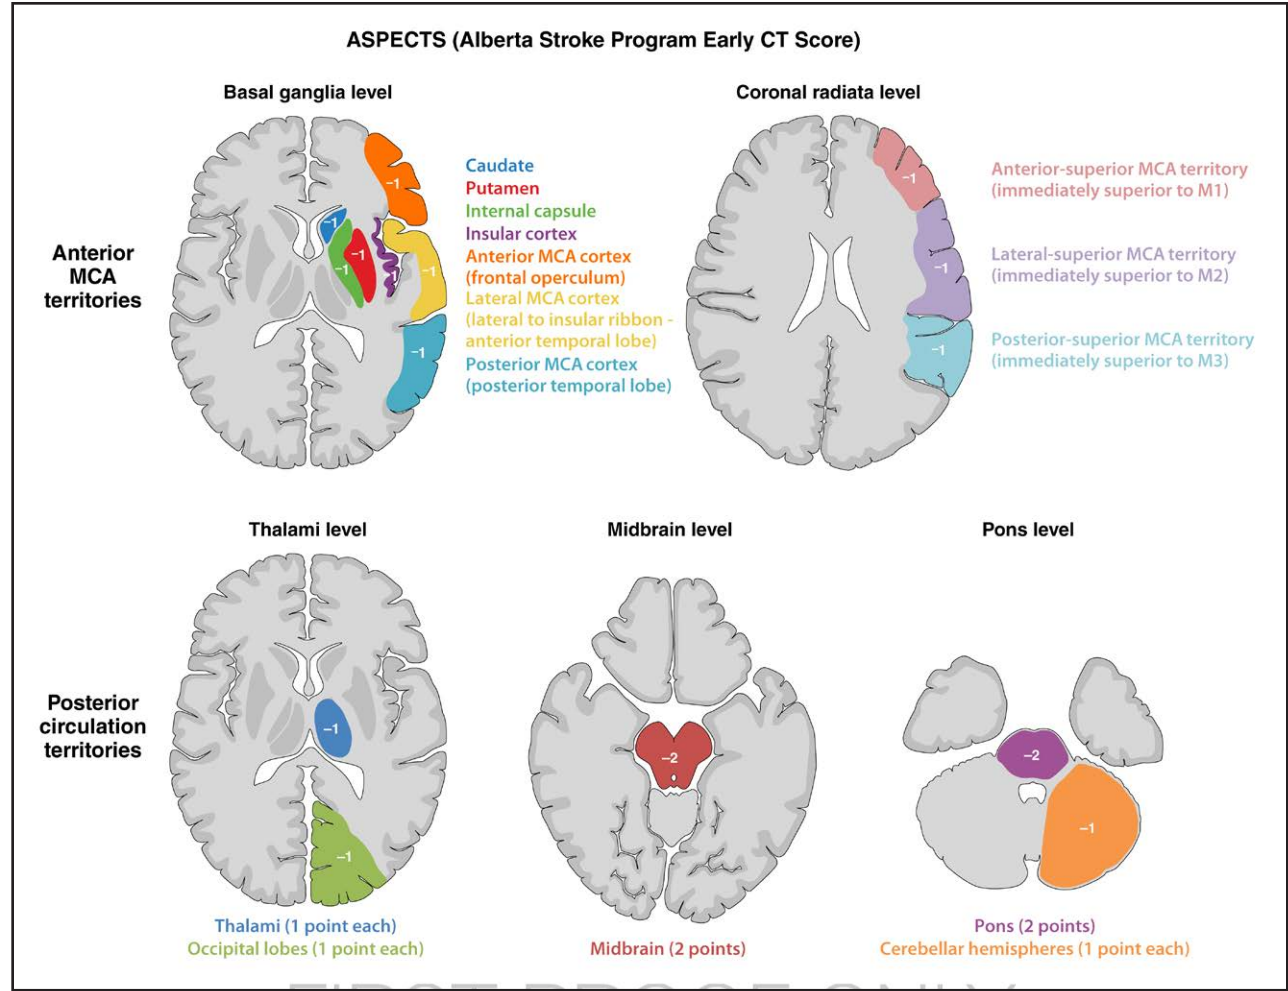 ASPECTS (Alberta Stroke Program Early CT Score)
Basal ganglia level
Coronal radiata level
Anterior
MCA
territories
−1
−1
−1
−1
1
−1
−1
Caudate
Putamen
Internal capsule
Insular cortex
Anterior MCA cortex
(frontal operculum)
Lateral MCA cortex
(lateral to insular ribbon -
anterior temporal lobe)
Posterior MCA cortex
(posterior temporal lobe)
−1
−1
−1
Anterior-superior MCA territory
(immediately superior to M1)
Lateral-superior MCA territory
(immediately superior to M2)
Posterior-superior MCA territory
(immediately superior to M3)
Thalami level
Midbrain level
Pons level
Posterior
circulation
territories
−1
−1
−2
−2
−1
Thalami (1 point each)
Occipital lobes (1 point each)
Midbrain (2 points)
Pons (2 points)
Cerebellar hemispheres (1 point each)
FIRST PROOF ONLY